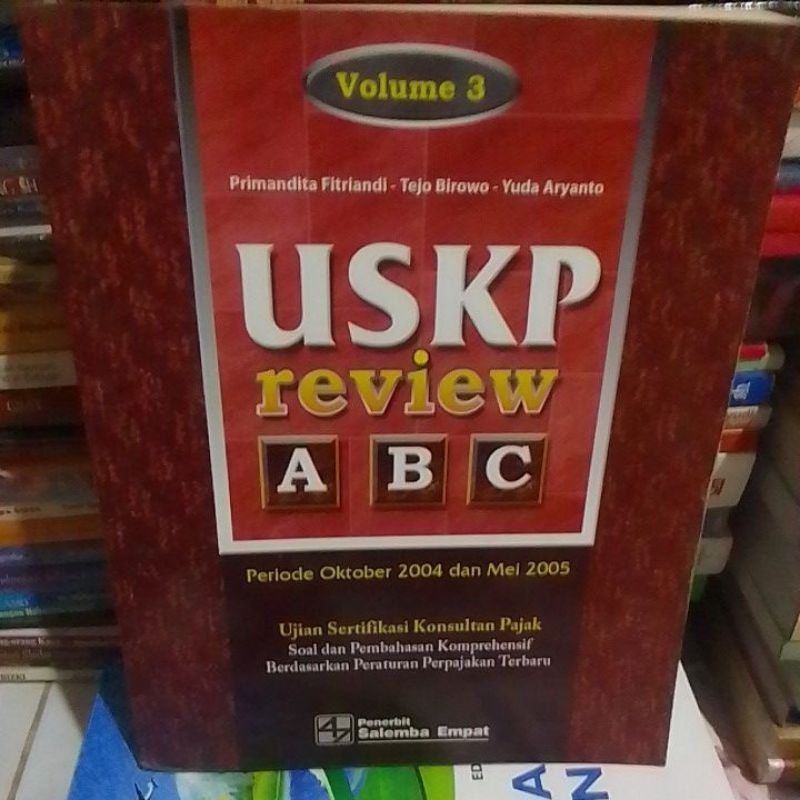 Volume 3
Primandita Fitriandi - Tejo Birowo - Yuda Aryanto
USKP
review
A B C
Periode Oktober 2004 dan Mei 2005
Ujian Sertifikasi Konsultan Pajak
Soal dan Pembahasan Komprehensif
Berdasarkan Peraturan Perpajakan Terbaru
Penerbit
Salemba Empat
ED
A
N